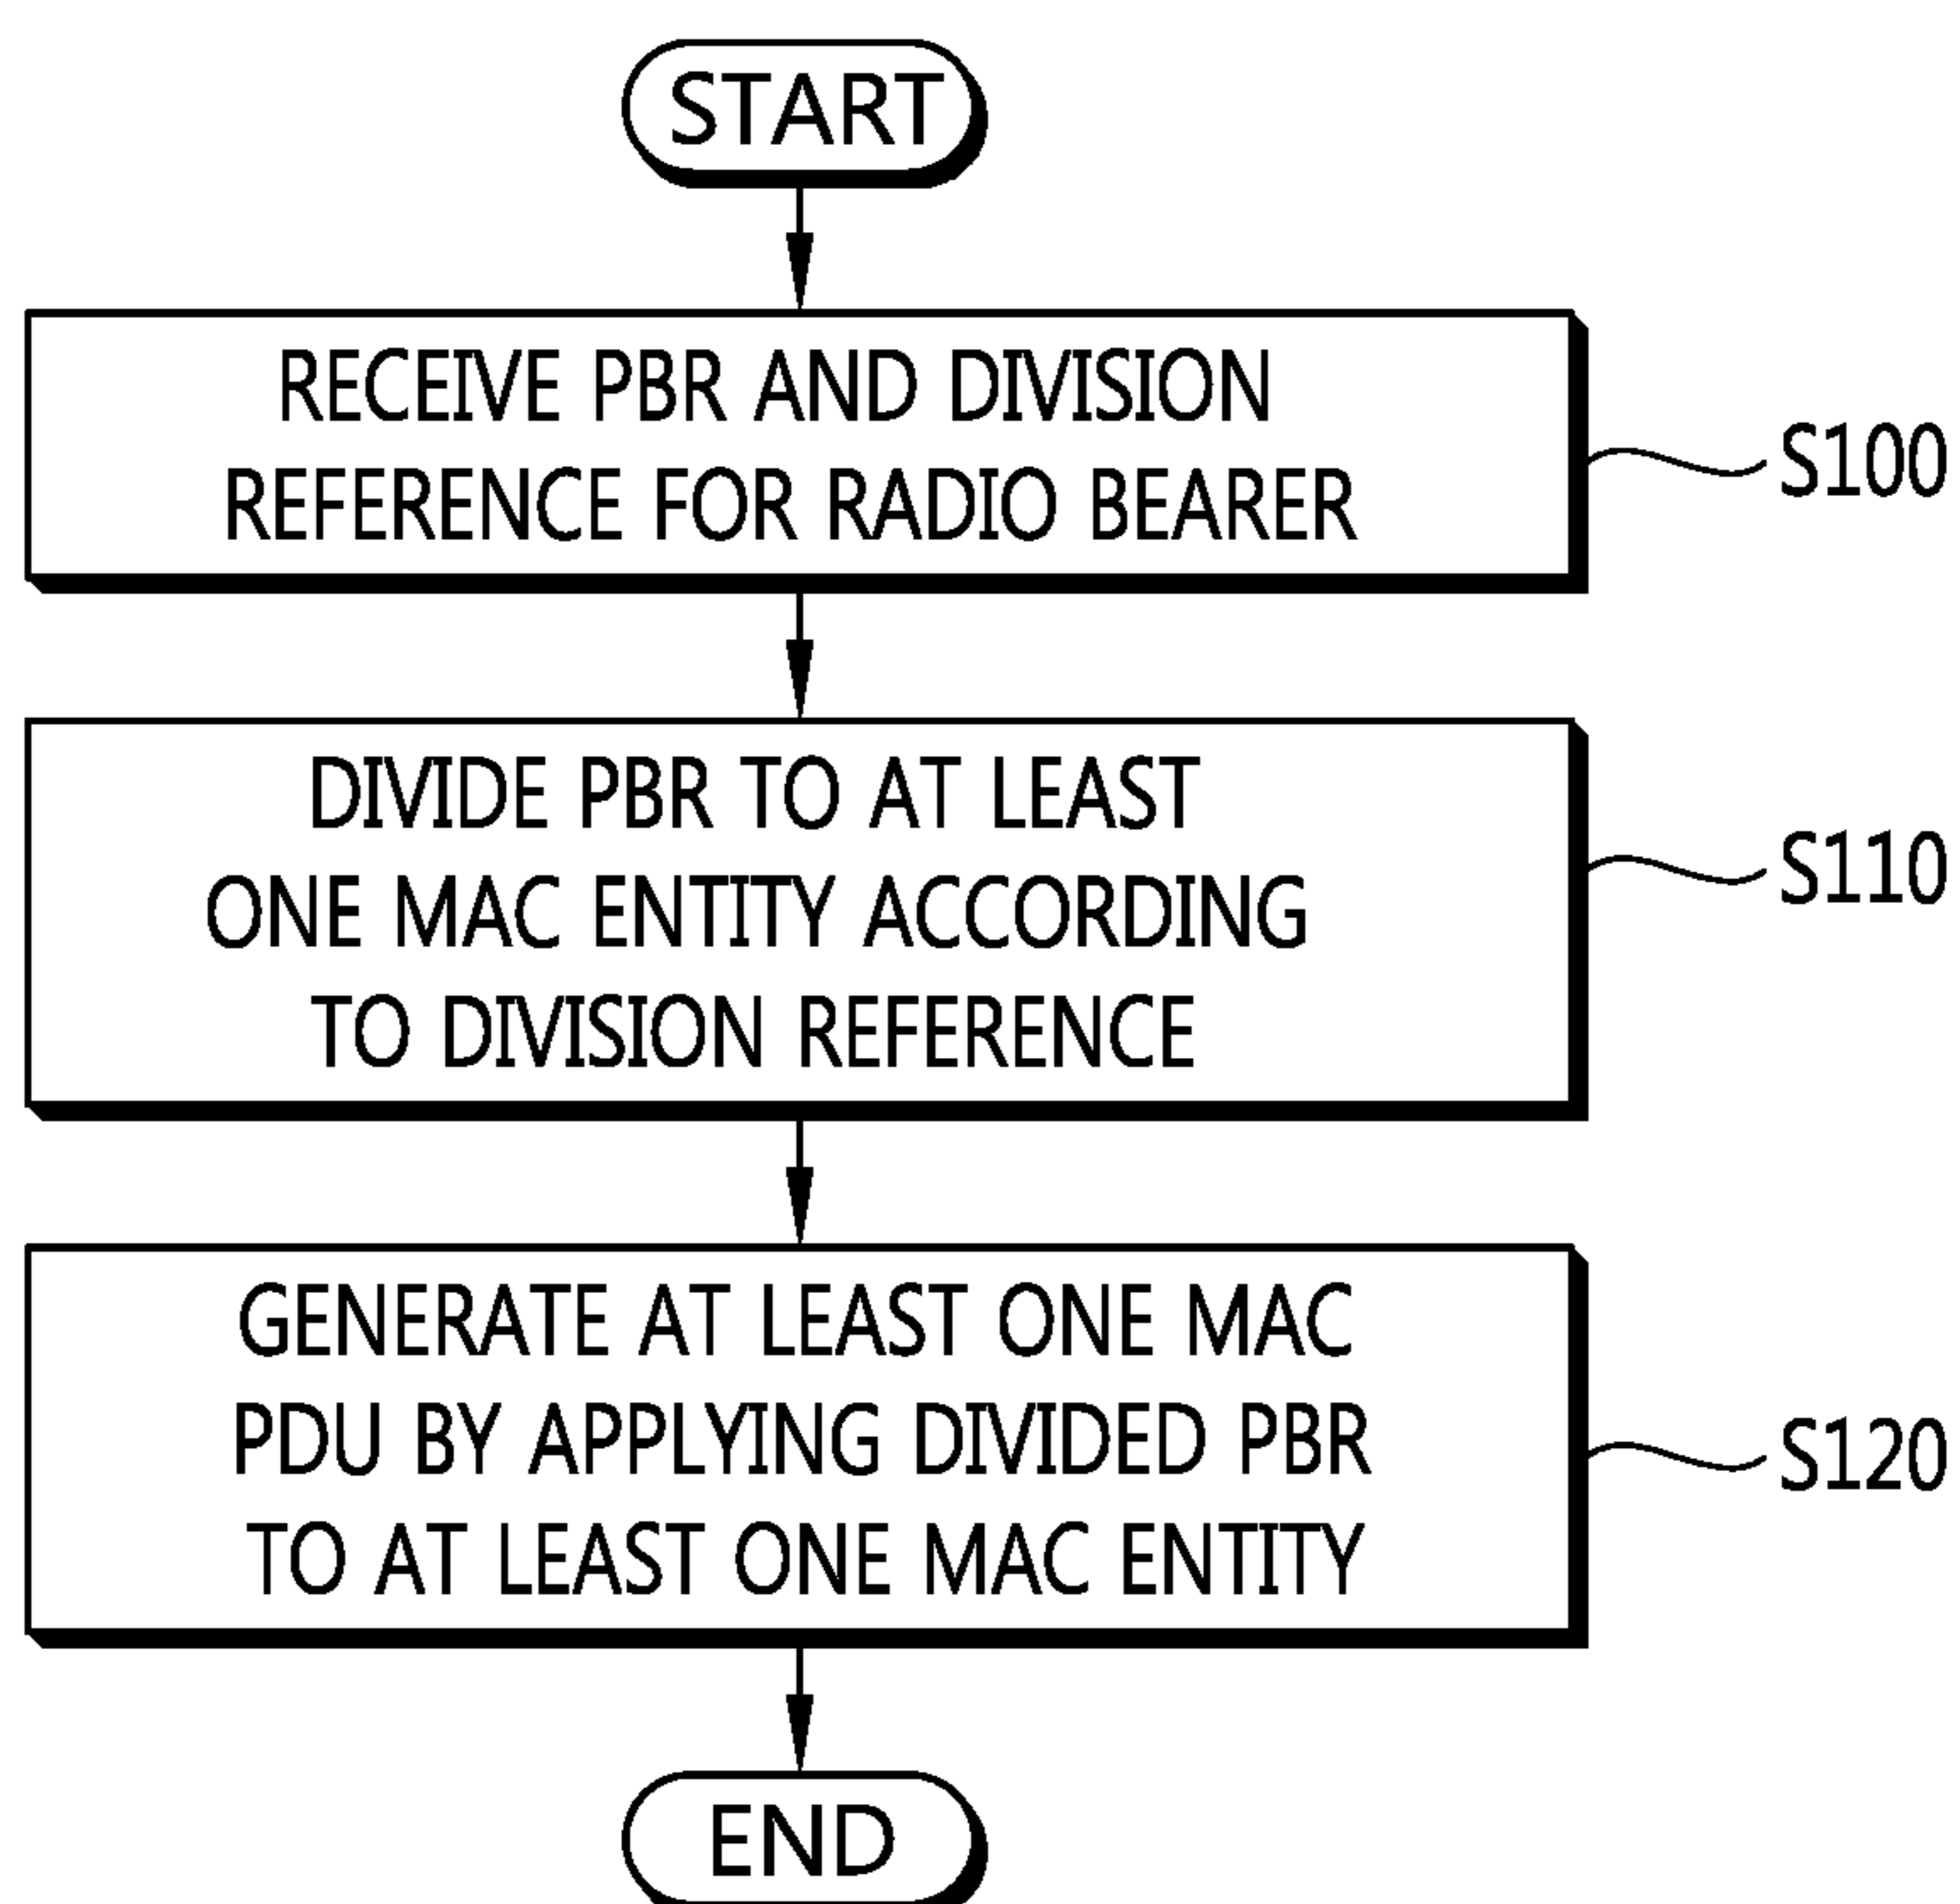 START
RECEIVE PBR AND DIVISION
REFERENCE FOR RADIO BEARER
S100
DIVIDE PBR TO AT LEAST
ONE MAC ENTITY ACCORDING
TO DIVISION REFERENCE
S110
GENERATE AT LEAST ONE MAC
PDU BY APPLYING DIVIDED PBR
TO AT LEAST ONE MAC ENTITY
S120
END